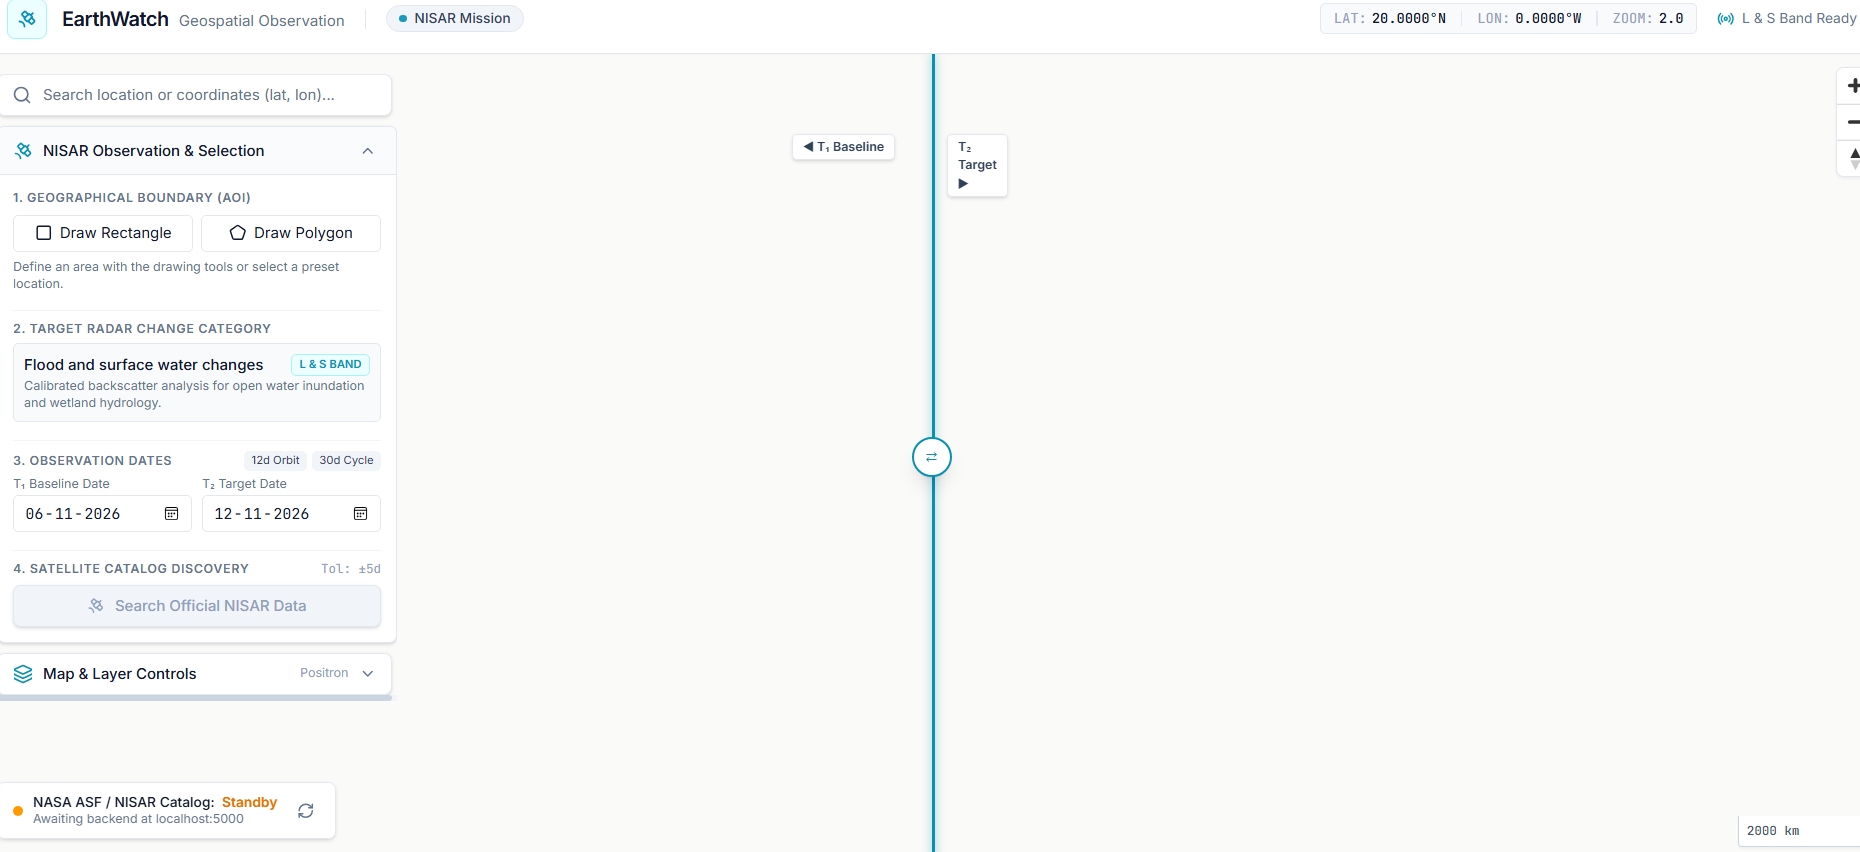 EarthWatch Geospatial Observation NISAR Mission LAT: 20.0000°N LON: 0.0000°W ZOOM: 2.0 L & S Band Ready
Search location or coordinates (lat, lon)...
NISAR Observation & Selection
1. GEOGRAPHICAL BOUNDARY (AOI)
Draw Rectangle Draw Polygon
Define an area with the drawing tools or select a preset
location.
2. TARGET RADAR CHANGE CATEGORY
Flood and surface water changes L & S BAND
Calibrated backscatter analysis for open water inundation
and wetland hydrology.
3. OBSERVATION DATES 12d Orbit 30d Cycle
T₁ Baseline Date T₂ Target Date
06-11-2026 12-11-2026
4. SATELLITE CATALOG DISCOVERY Tol: ±5d
Search Official NISAR Data
Map & Layer Controls Positron
NASA ASF / NISAR Catalog: Standby
Awaiting backend at localhost:5000
◀ T₁ Baseline
T₂
Target
▶
2000 km